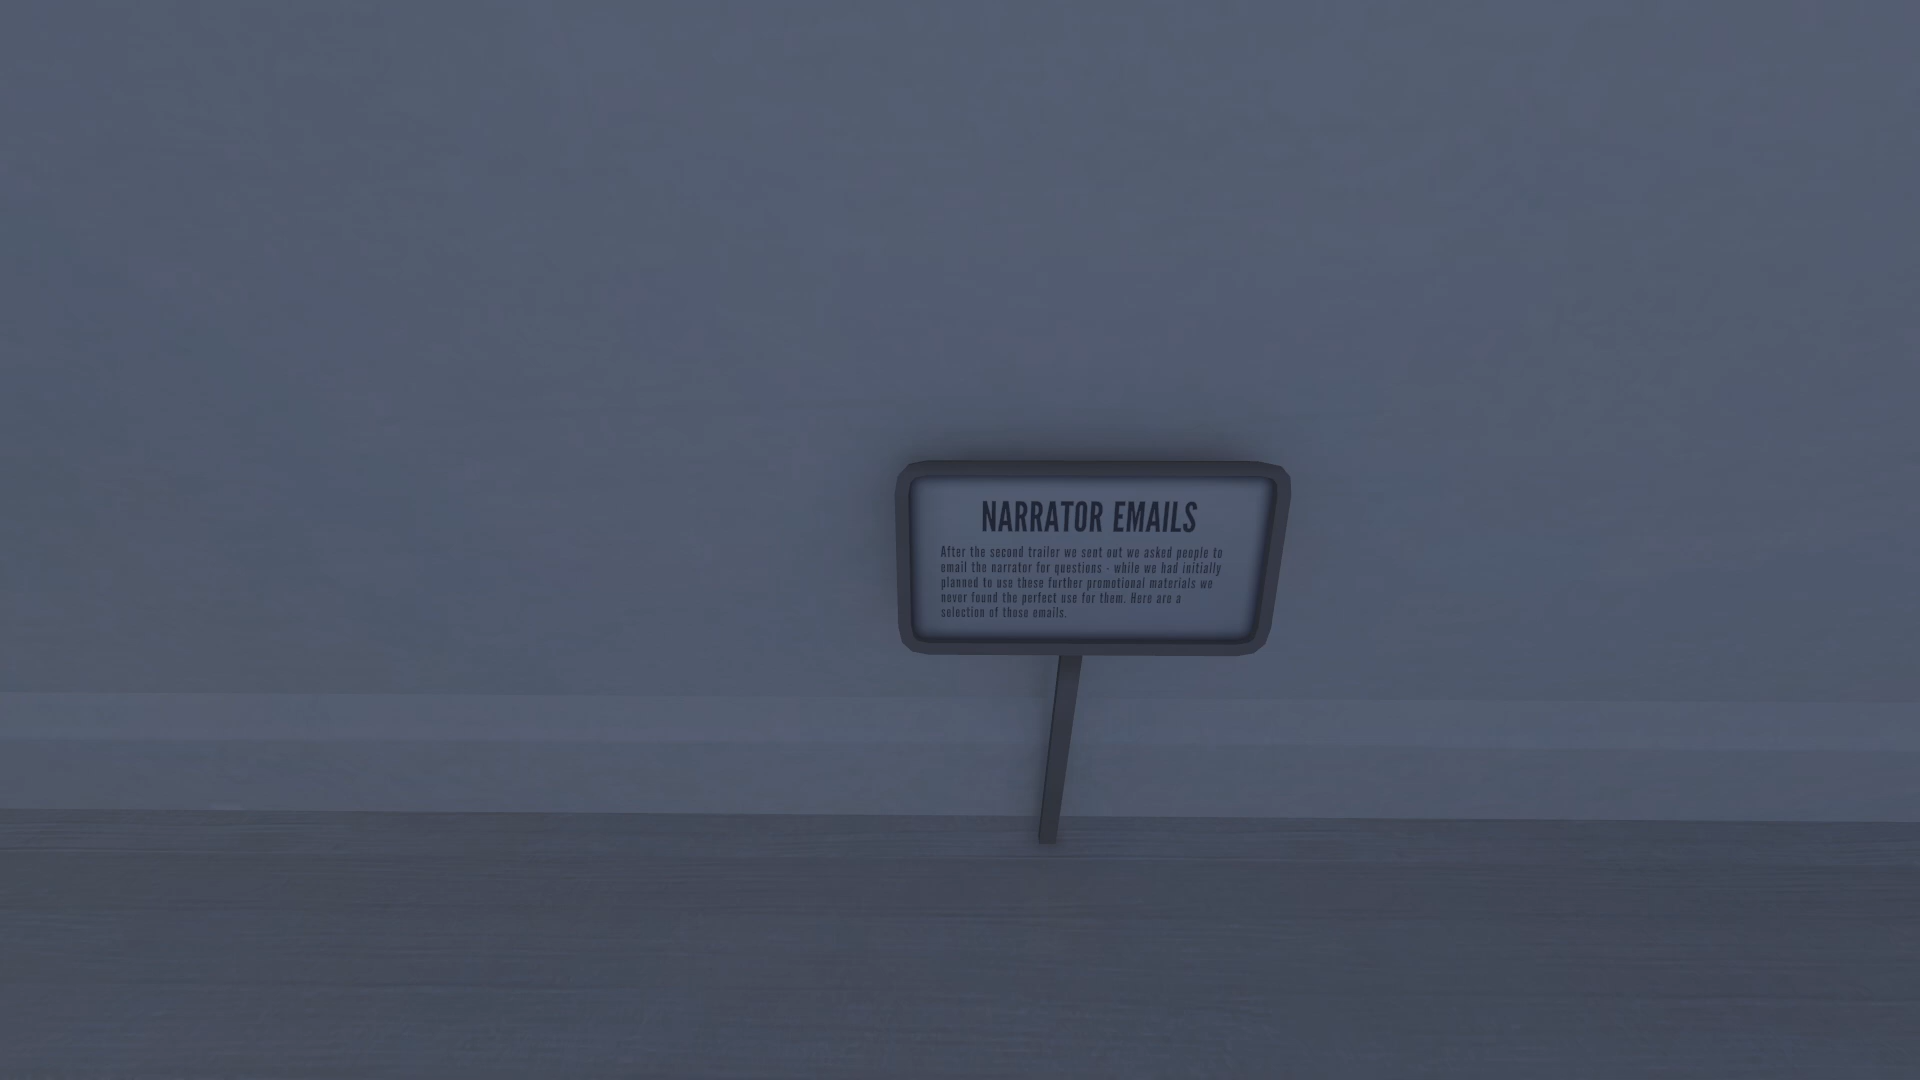 NARRATOR EMAILS
After the second trailer we sent out we asked people to
email the narrator for questions - while we had initially
planned to use these further promotional materials we
never found the perfect use for them. Here are a
selection of those emails.